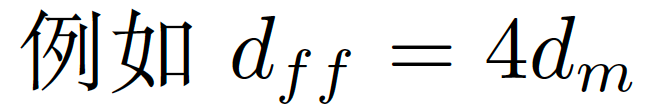 例如 $d_{ff} = 4d_m$